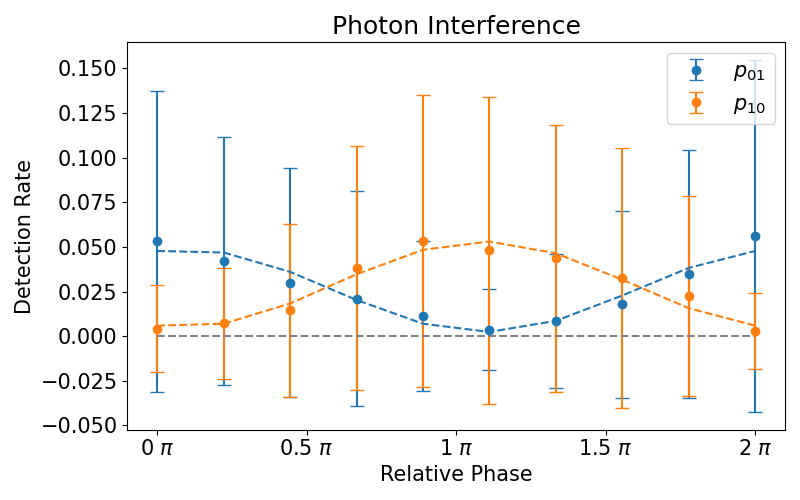 Photon Interference
0.150
0.125
0.100
0.075
0.050
0.025
0.000
−0.025
−0.050
Detection Rate
p01
p10
0 π
0.5 π
1 π
1.5 π
2 π
Relative Phase